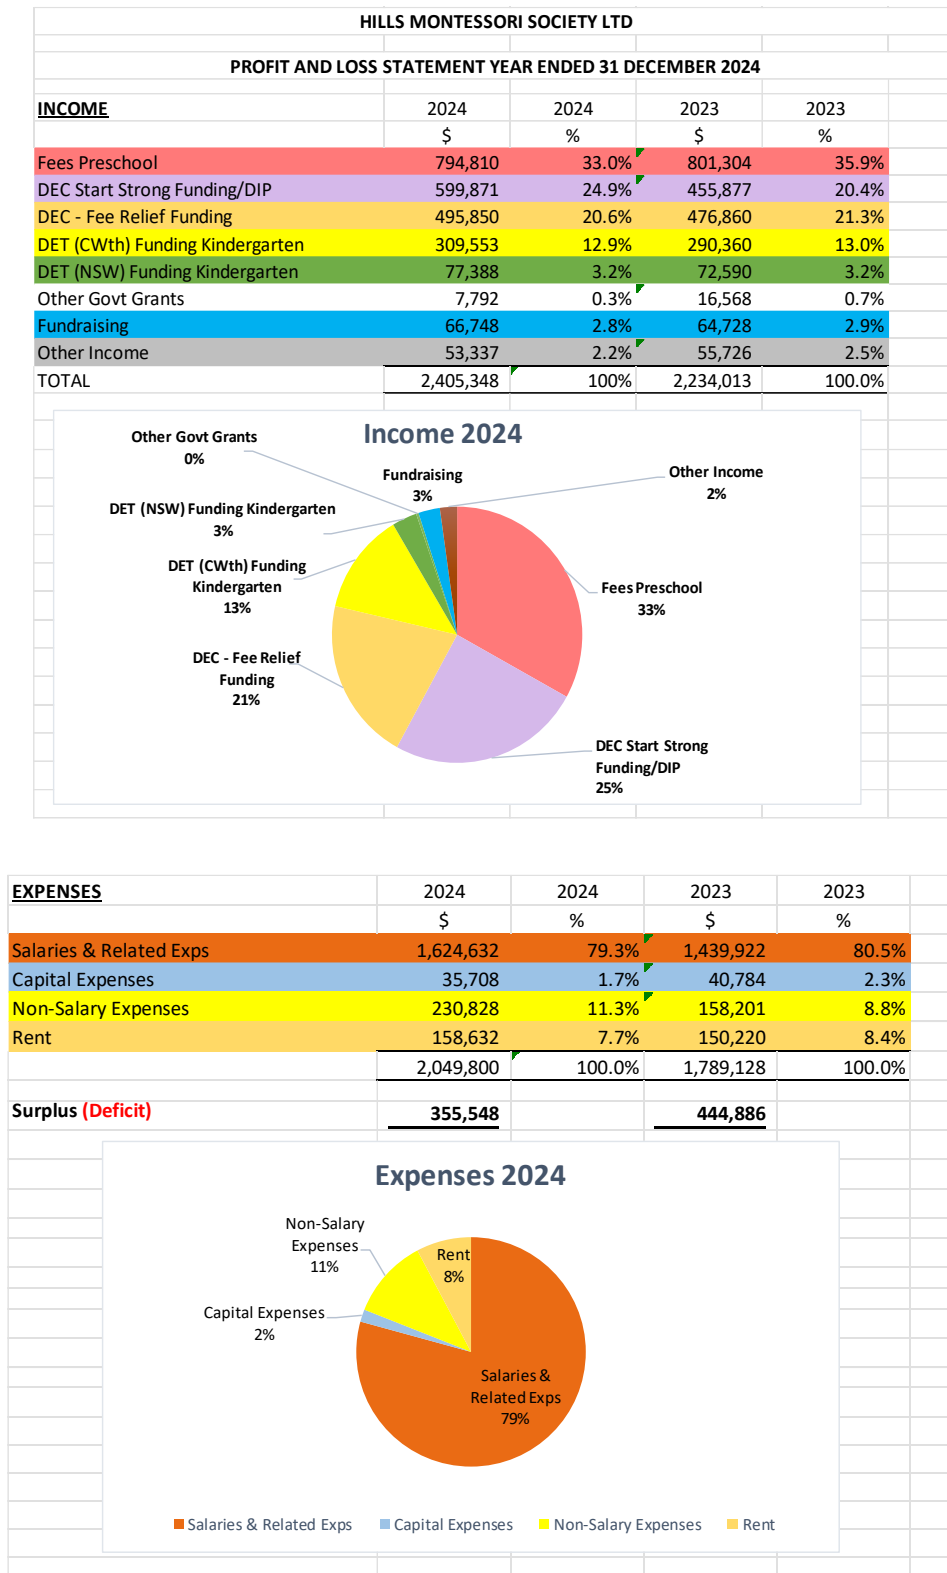 HILLS MONTESSORI SOCIETY LTD
PROFIT AND LOSS STATEMENT YEAR ENDED 31 DECEMBER 2024
INCOME 2024 2024 2023 2023
$ % $ %
Fees Preschool 794,810 33.0% 801,304 35.9%
DEC Start Strong Funding/DIP 599,871 24.9% 455,877 20.4%
DEC - Fee Relief Funding 495,850 20.6% 476,860 21.3%
DET (CWth) Funding Kindergarten 309,553 12.9% 290,360 13.0%
DET (NSW) Funding Kindergarten 77,388 3.2% 72,590 3.2%
Other Govt Grants 7,792 0.3% 16,568 0.7%
Fundraising 66,748 2.8% 64,728 2.9%
Other Income 53,337 2.2% 55,726 2.5%
TOTAL 2,405,348 100% 2,234,013 100.0%
Income 2024
Other Govt Grants
0%
Fundraising
3%
Other Income
2%
DET (NSW) Funding Kindergarten
3%
DET (CWth) Funding
Kindergarten
13%
Fees Preschool
33%
DEC - Fee Relief
Funding
21%
DEC Start Strong
Funding/DIP
25%
EXPENSES 2024 2024 2023 2023
$ % $ %
Salaries & Related Exps 1,624,632 79.3% 1,439,922 80.5%
Capital Expenses 35,708 1.7% 40,784 2.3%
Non-Salary Expenses 230,828 11.3% 158,201 8.8%
Rent 158,632 7.7% 150,220 8.4%
2,049,800 100.0% 1,789,128 100.0%
Surplus (Deficit) 355,548 444,886
Expenses 2024
Non-Salary
Expenses
11%
Rent
8%
Capital Expenses
2%
Salaries &
Related Exps
79%
Salaries & Related Exps Capital Expenses Non-Salary Expenses Rent